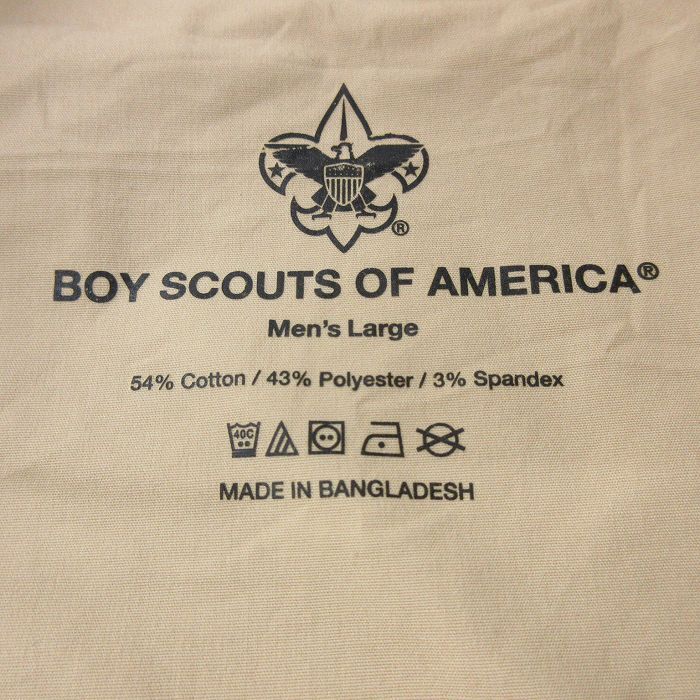 ®
BOY SCOUTS OF AMERICA®
Men's Large
54% Cotton / 43% Polyester / 3% Spandex
40C
MADE IN BANGLADESH